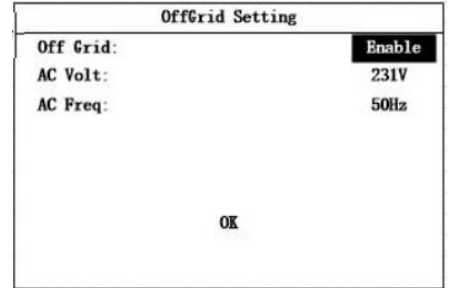 OffGrid Setting
Off Grid: Enable
AC Volt: 231V
AC Freq: 50Hz
OK